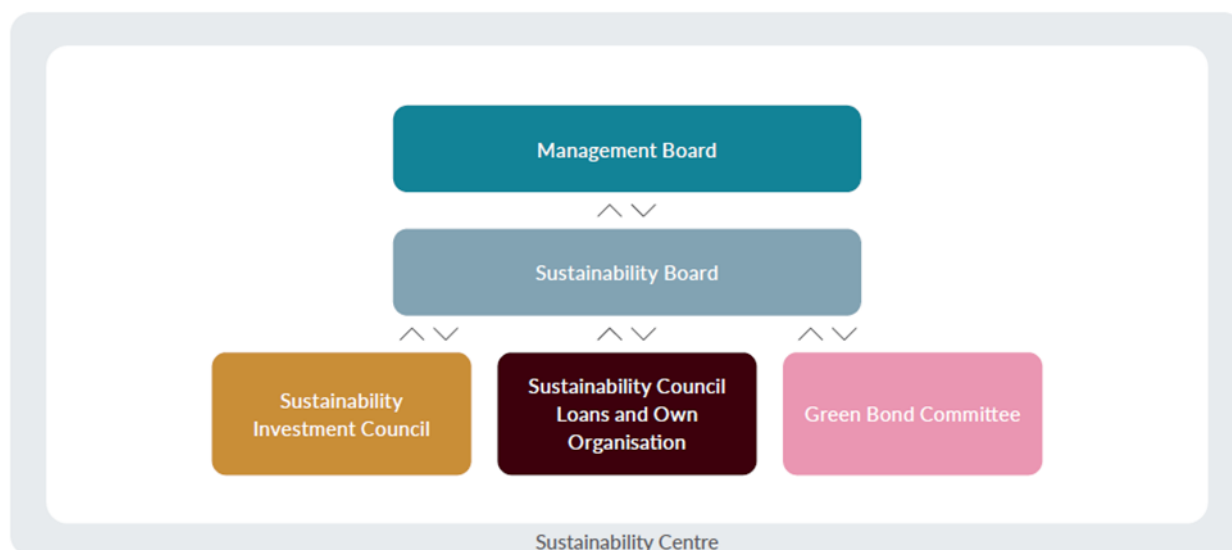 Management Board
Sustainability Board
Sustainability
Investment Council
Sustainability Council
Loans and Own
Organisation
Green Bond Committee
Sustainability Centre